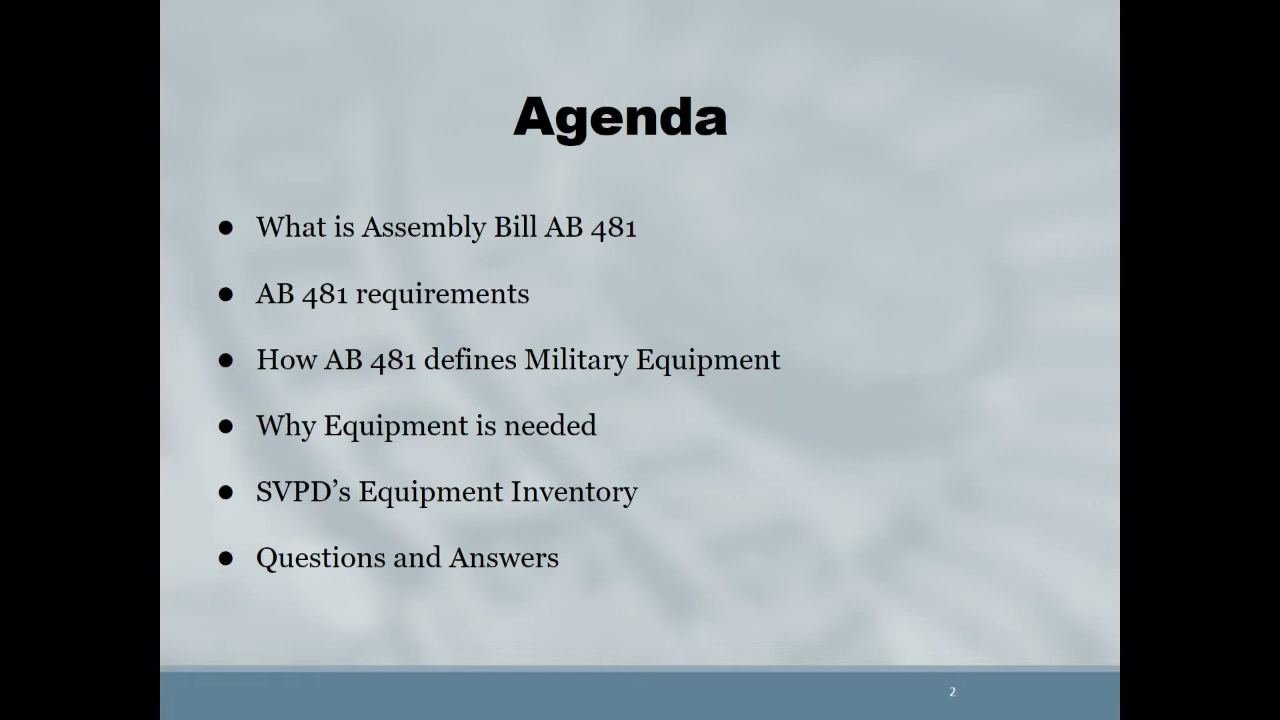 Agenda
● What is Assembly Bill AB 481
● AB 481 requirements
● How AB 481 defines Military Equipment
● Why Equipment is needed
● SVPD’s Equipment Inventory
● Questions and Answers
2